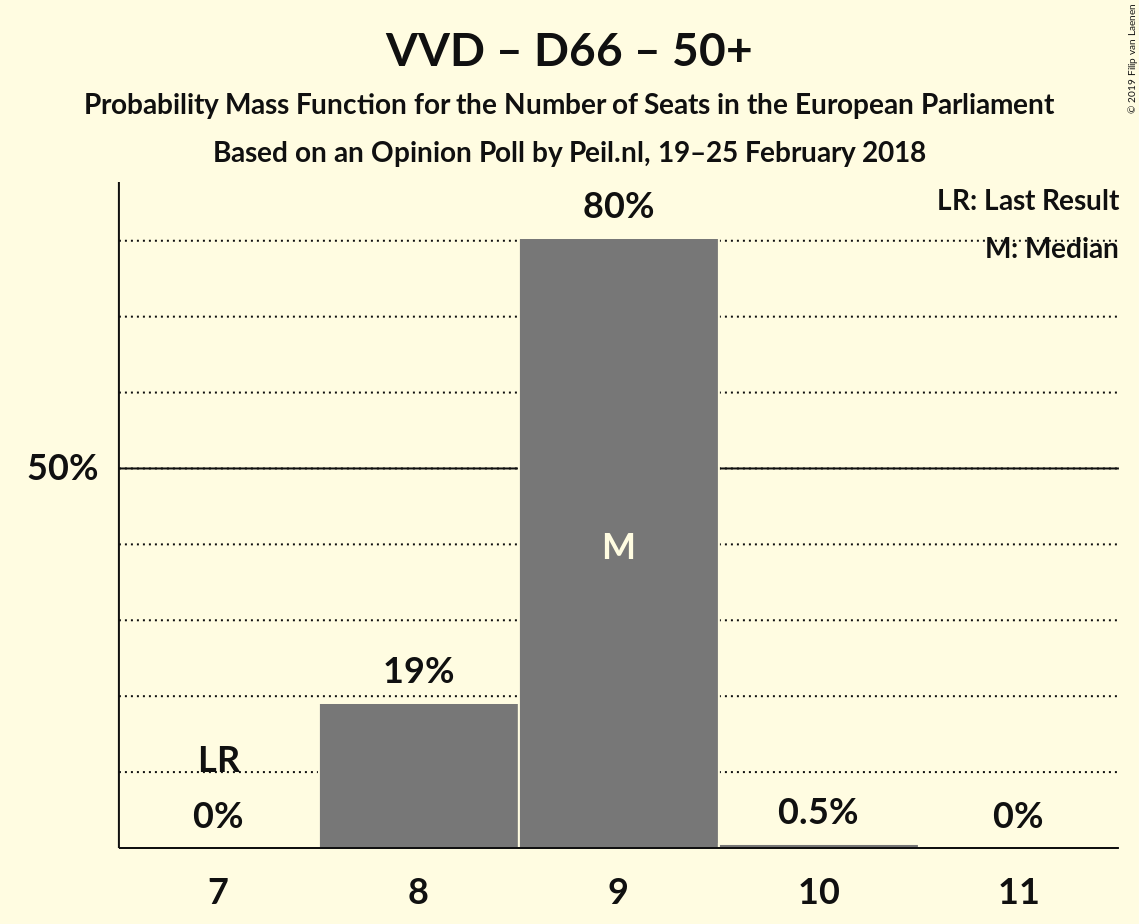 VVD – D66 – 50+
Probability Mass Function for the Number of Seats in the European Parliament
Based on an Opinion Poll by Peil.nl, 19–25 February 2018
© 2019 Filip van Laenen
LR: Last Result
M: Median
80%
50%
M
19%
LR
0%
0.5%
0%
7
8
9
10
11